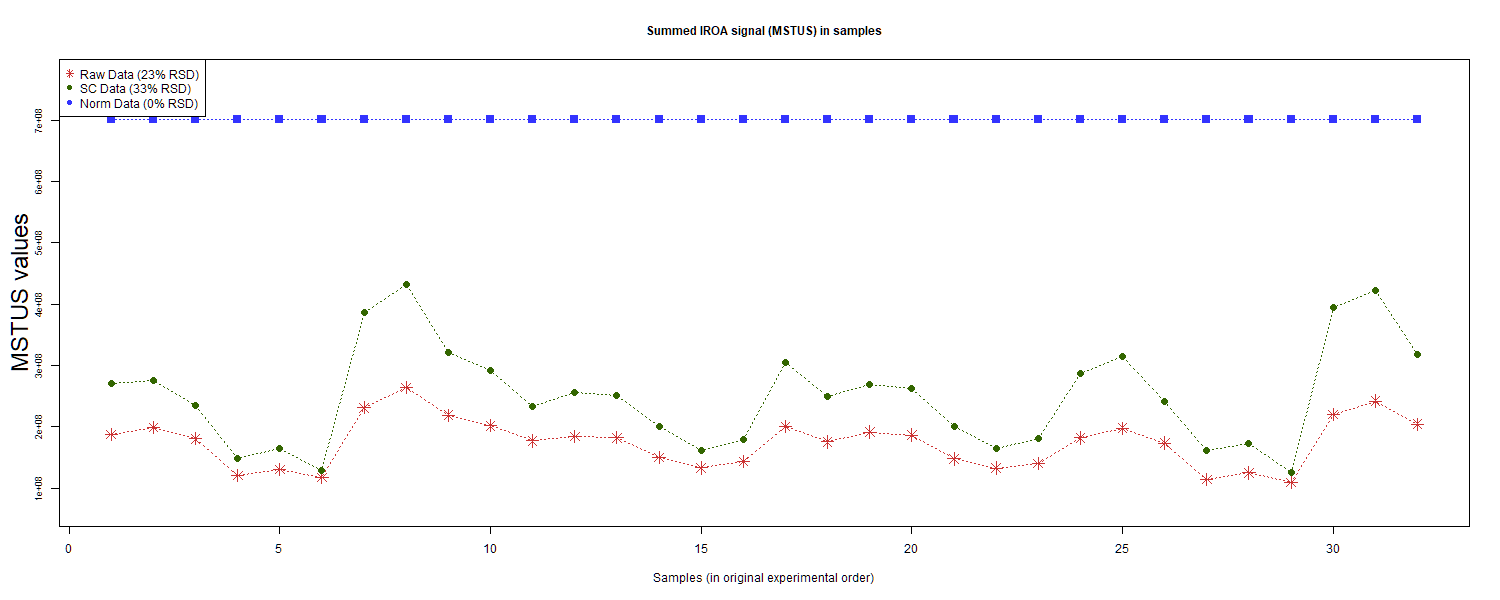 Summed IROA signal (MSTUS) in samples
Raw Data (23% RSD)
SC Data (33% RSD)
Norm Data (0% RSD)
MSTUS values
7e+08
6e+08
5e+08
4e+08
3e+08
2e+08
1e+08
0 5 10 15 20 25 30
Samples (in original experimental order)